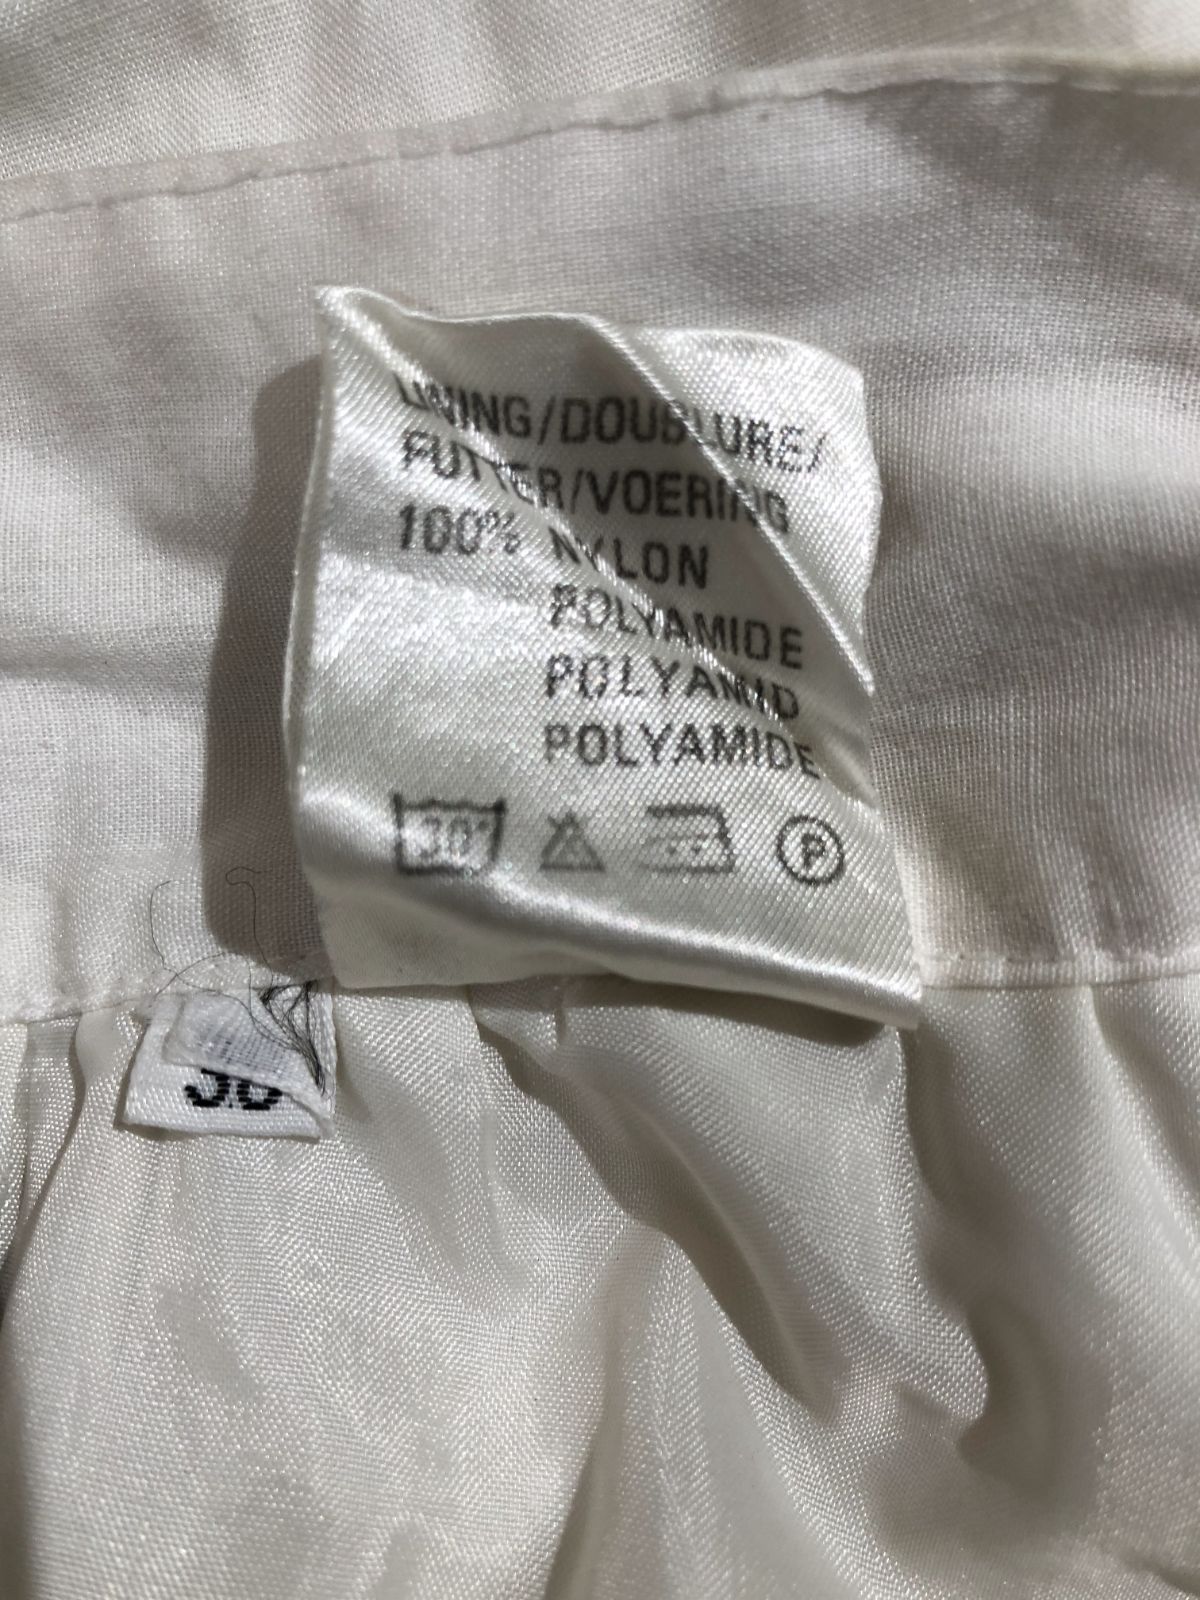 LINING/DOUBLURE/
FUTTER/VOERING
100% NYLON
POLYAMIDE
POLYAMID
POLYAMIDE
30°
P